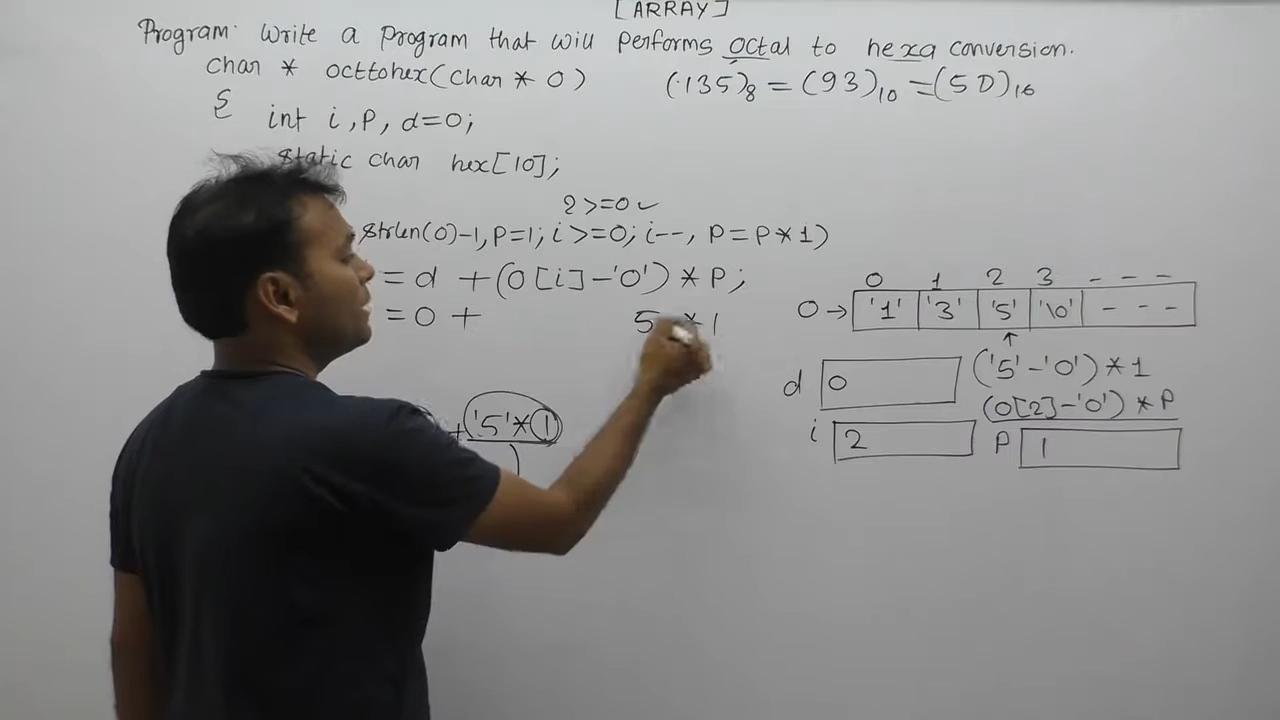 [ARRAY]
Program: Write a Program that will performs octal to hexa conversion.
char * octtohex(char * O)
(135)8 = (93)10 = (5D)16
{
int i, P, d=0;
static char hex[10];
2>=0 ✓
strlen(O)-1, P=1; i>=0; i--, P=P*1)
= d + (O[i]-'0') * P;
= 0 + 5 * 1
0 1 2 3 - - -
O → '1' '3' '5' '\0' - - -
↑
d 0 ('5'-'0') * 1
(O[2]-'0') * P
i 2 P 1
+ '5' * 1